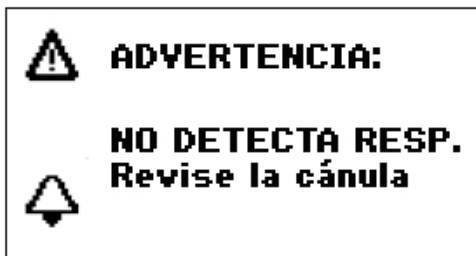 ADVERTENCIA:
NO DETECTA RESP.
Revise la cánula